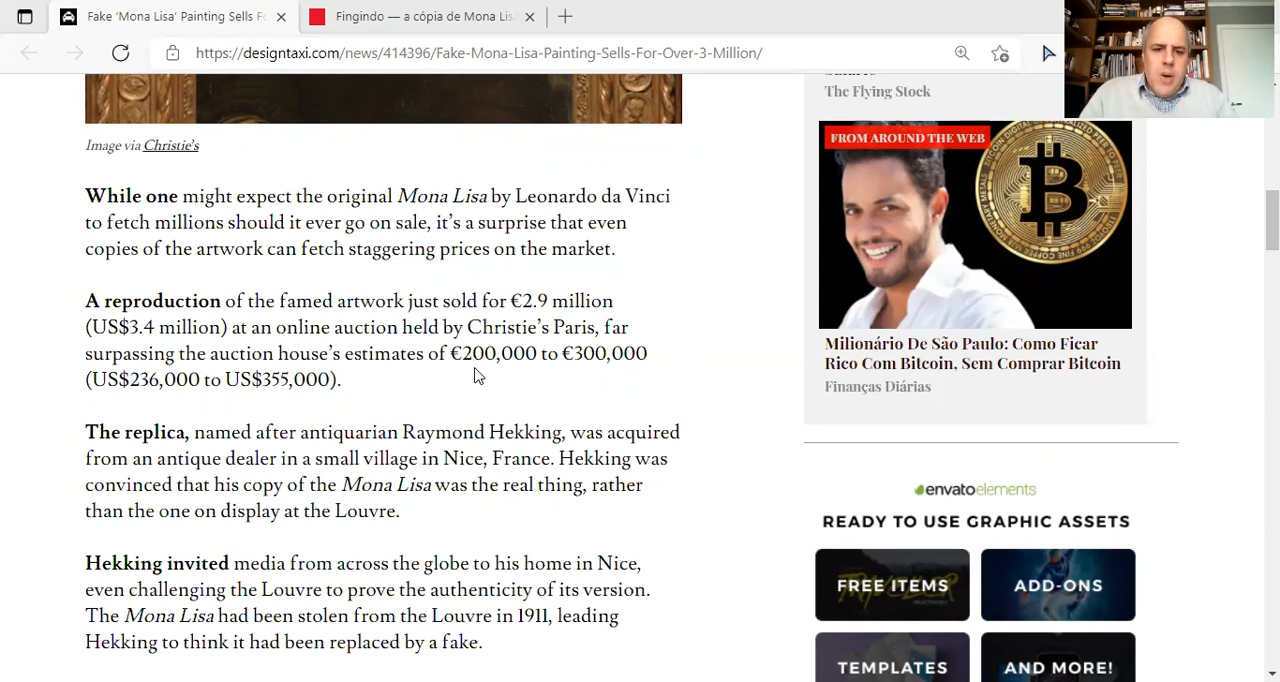 Fake 'Mona Lisa' Painting Sells Fo
Fingindo — a cópia de Mona Lis
https://designtaxi.com/news/414396/Fake-Mona-Lisa-Painting-Sells-For-Over-3-Million/
Image via Christie's
While one might expect the original Mona Lisa by Leonardo da Vinci
to fetch millions should it ever go on sale, it's a surprise that even
copies of the artwork can fetch staggering prices on the market.
A reproduction of the famed artwork just sold for €2.9 million
(US$3.4 million) at an online auction held by Christie's Paris, far
surpassing the auction house's estimates of €200,000 to €300,000
(US$236,000 to US$355,000).
The replica, named after antiquarian Raymond Hekking, was acquired
from an antique dealer in a small village in Nice, France. Hekking was
convinced that his copy of the Mona Lisa was the real thing, rather
than the one on display at the Louvre.
Hekking invited media from across the globe to his home in Nice,
even challenging the Louvre to prove the authenticity of its version.
The Mona Lisa had been stolen from the Louvre in 1911, leading
Hekking to think it had been replaced by a fake.
The Flying Stock
FROM AROUND THE WEB
Milionário De São Paulo: Como Ficar
Rico Com Bitcoin, Sem Comprar Bitcoin
Finanças Diárias
envatoelements
READY TO USE GRAPHIC ASSETS
FREE ITEMS
ADD-ONS
TEMPLATES
AND MORE!